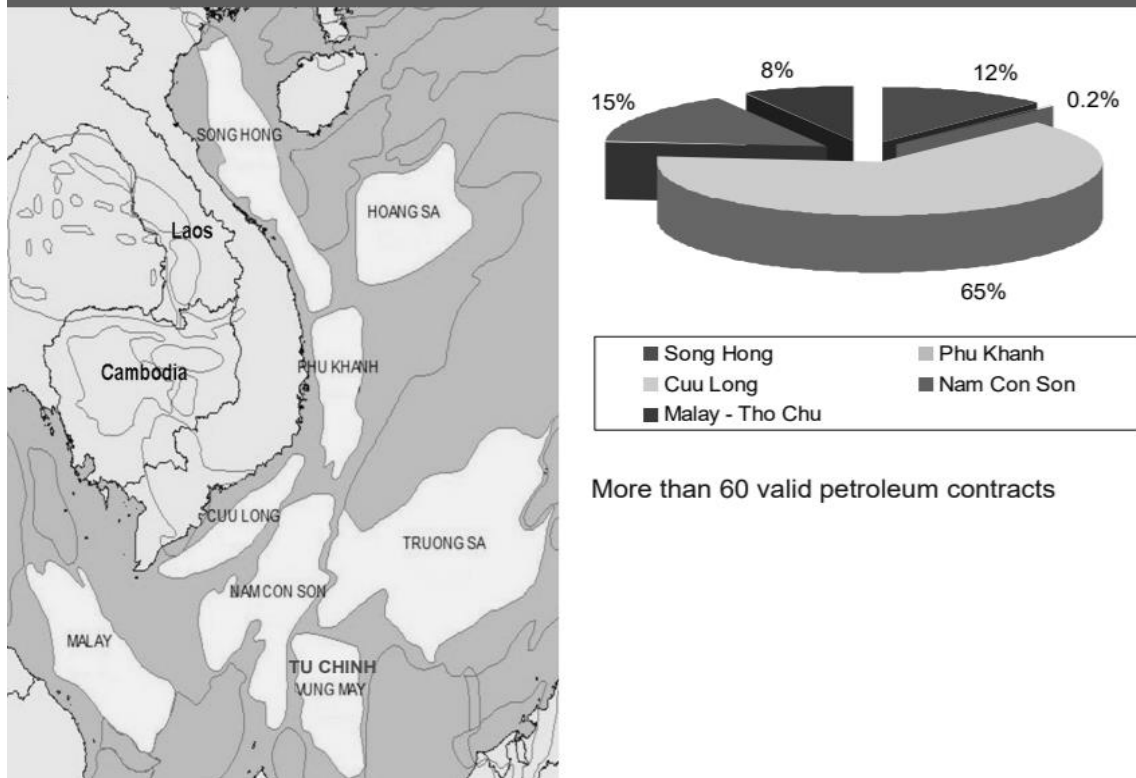 SONG HONG
HOANG SA
Laos
Cambodia
PHU KHANH
CUU LONG
TRUONG SA
NAM CON SON
MALAY
TU CHINH
VUNG MAY
8%
12%
15%
0.2%
65%
Song Hong
Phu Khanh
Cuu Long
Nam Con Son
Malay - Tho Chu
More than 60 valid petroleum contracts